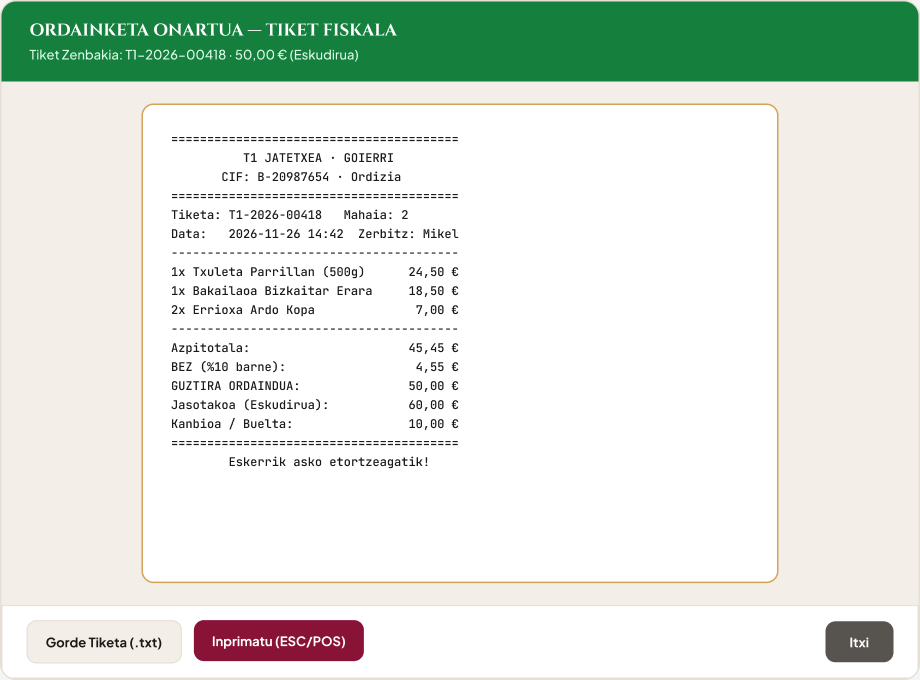 ORDAINKETA ONARTUA — TIKET FISKALA
Tiket Zenbakia: T1-2026-00418 · 50,00 € (Eskudirua)
========================================
T1 JATETXEA · GOIERRI
CIF: B-20987654 · Ordizia
========================================
Tiketa: T1-2026-00418   Mahaia: 2
Data:   2026-11-26 14:42  Zerbitz: Mikel
----------------------------------------
1x Txuleta Parrillan (500g)      24,50 €
1x Bakailaoa Bizkaitar Erara     18,50 €
2x Errioxa Ardo Kopa              7,00 €
----------------------------------------
Azpitotala:                      45,45 €
BEZ (%10 barne):                  4,55 €
GUZTIRA ORDAINDUA:               50,00 €
Jasotakoa (Eskudirua):           60,00 €
Kanbioa / Buelta:                10,00 €
========================================
Eskerrik asko etortzeagatik!
Gorde Tiketa (.txt)
Inprimatu (ESC/POS)
Itxi